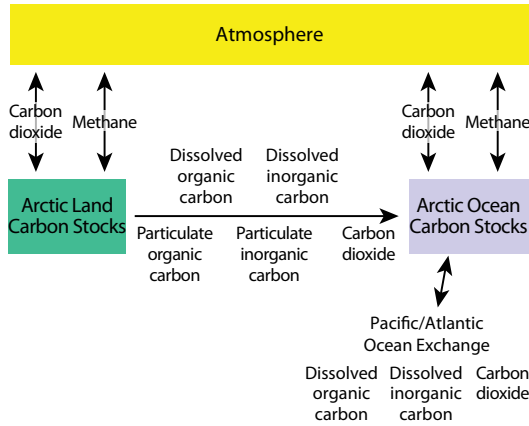 Atmosphere
Carbon
dioxide
Methane
Carbon
dioxide
Methane
Dissolved
organic
carbon
Dissolved
inorganic
carbon
Arctic Land
Carbon Stocks
Arctic Ocean
Carbon Stocks
Particulate
organic
carbon
Particulate
inorganic
carbon
Carbon
dioxide
Pacific/Atlantic
Ocean Exchange
Dissolved
organic
carbon
Dissolved
inorganic
carbon
Carbon
dioxide